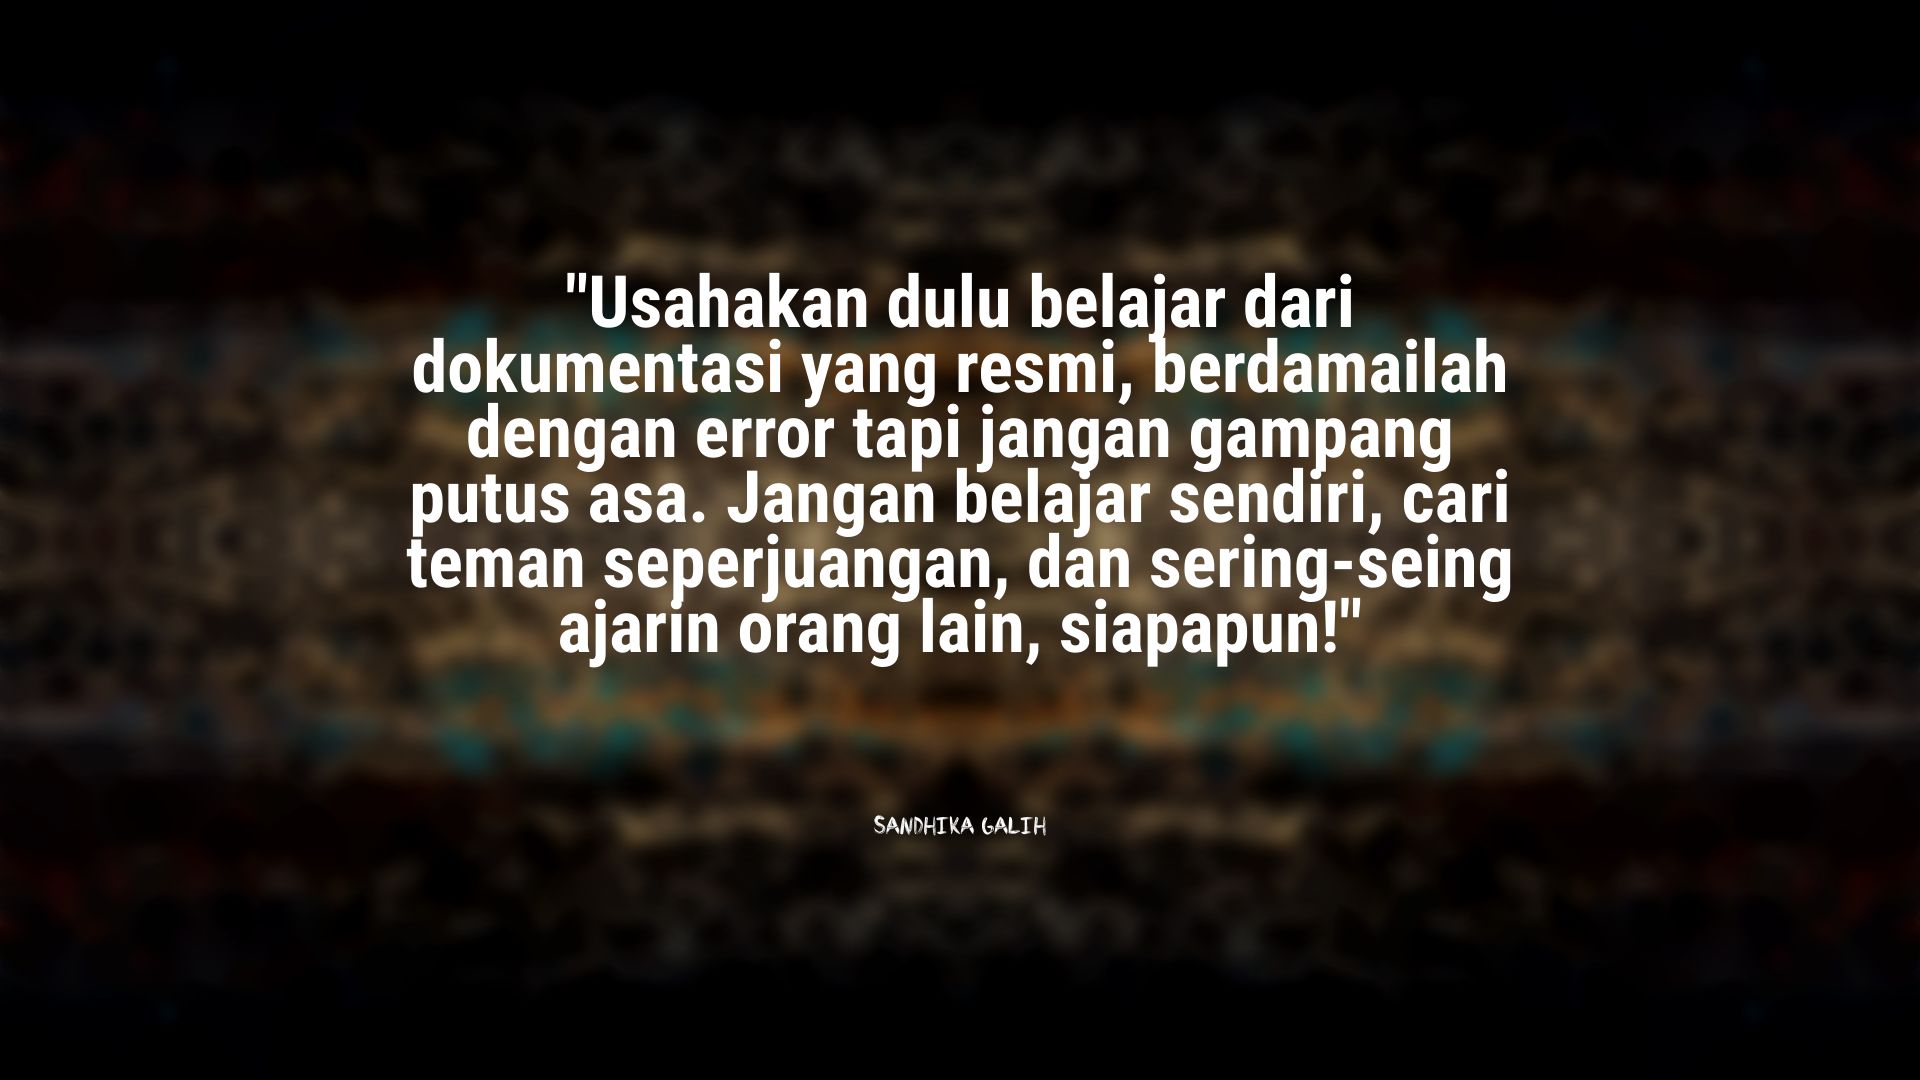 "Usahakan dulu belajar dari
dokumentasi yang resmi, berdamailah
dengan error tapi jangan gampang
putus asa. Jangan belajar sendiri, cari
teman seperjuangan, dan sering-seing
ajarin orang lain, siapapun!"
SANDHIKA GALIH